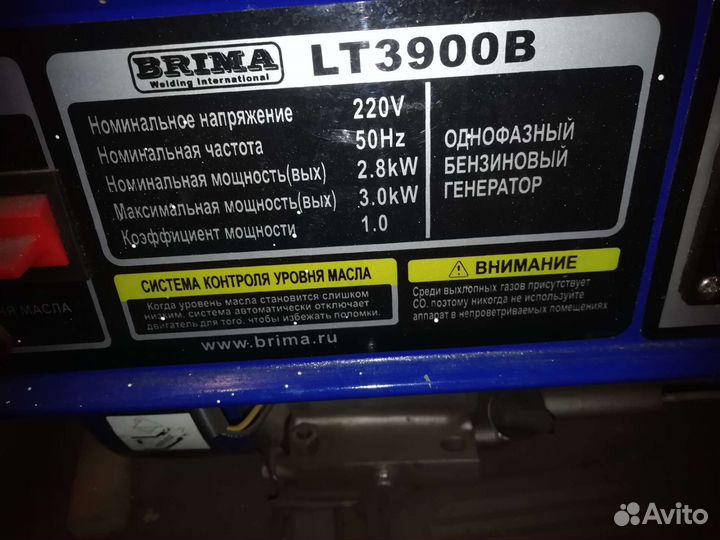 BRIMA
Welding International
LT3900B
Номинальное напряжение 220V
Номинальная частота 50Hz
Номинальная мощность(вых) 2.8kW
Максимальная мощность(вых) 3.0kW
Коэффициент мощности 1.0
ОДНОФАЗНЫЙ
БЕНЗИНОВЫЙ
ГЕНЕРАТОР
СИСТЕМА КОНТРОЛЯ УРОВНЯ МАСЛА
Когда уровень масла становится слишком
низким, система автоматически отключает
двигатель для того, чтобы избежать поломки.
ВНИМАНИЕ
Среди выхлопных газов присутствует
CO, поэтому никогда не используйте
аппарат в непроветриваемых помещениях
www.brima.ru
НЯ МАСЛА
Avito